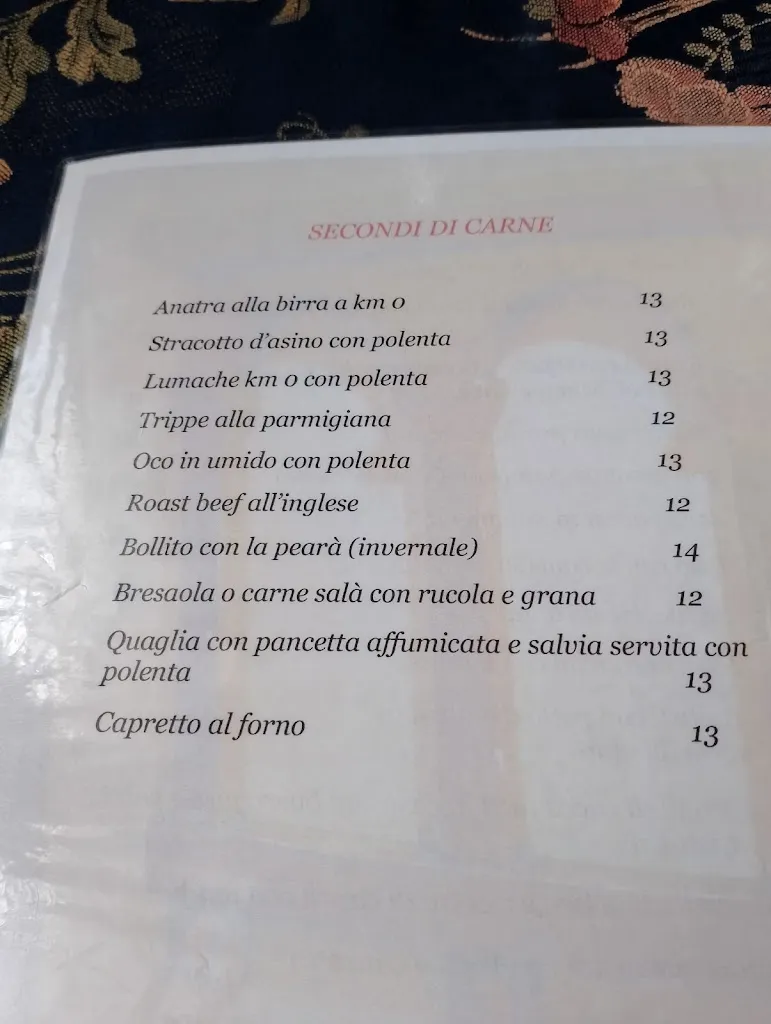 SECONDI DI CARNE
Anatra alla birra a km 0 13
Stracotto d'asino con polenta 13
Lumache km 0 con polenta 13
Trippe alla parmigiana 12
Oco in umido con polenta 13
Roast beef all'inglese 12
Bollito con la pearà (invernale) 14
Bresaola o carne salà con rucola e grana 12
Quaglia con pancetta affumicata e salvia servita con
polenta 13
Capretto al forno 13